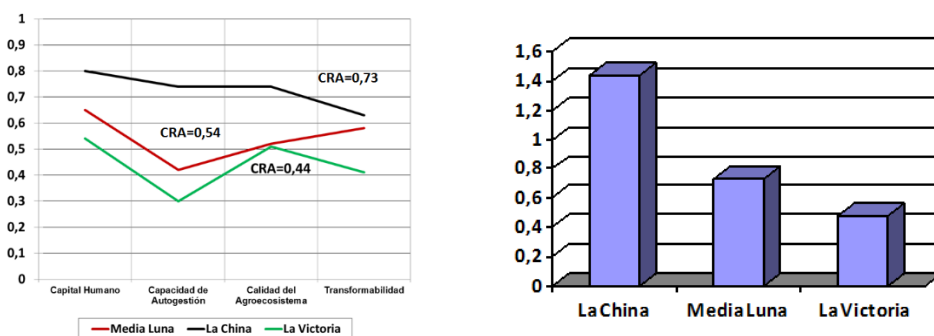 1
0,9
0,8
0,7
0,6
0,5
0,4
0,3
0,2
0,1
0
CRA=0,73
CRA=0,54
CRA=0,44
Capital Humano
Capacidad de
Autogestión
Calidad del
Agroecosistema
Transformabilidad
Media Luna
La China
La Victoria
1,6
1,4
1,2
1
0,8
0,6
0,4
0,2
0
La China
Media Luna
La Victoria